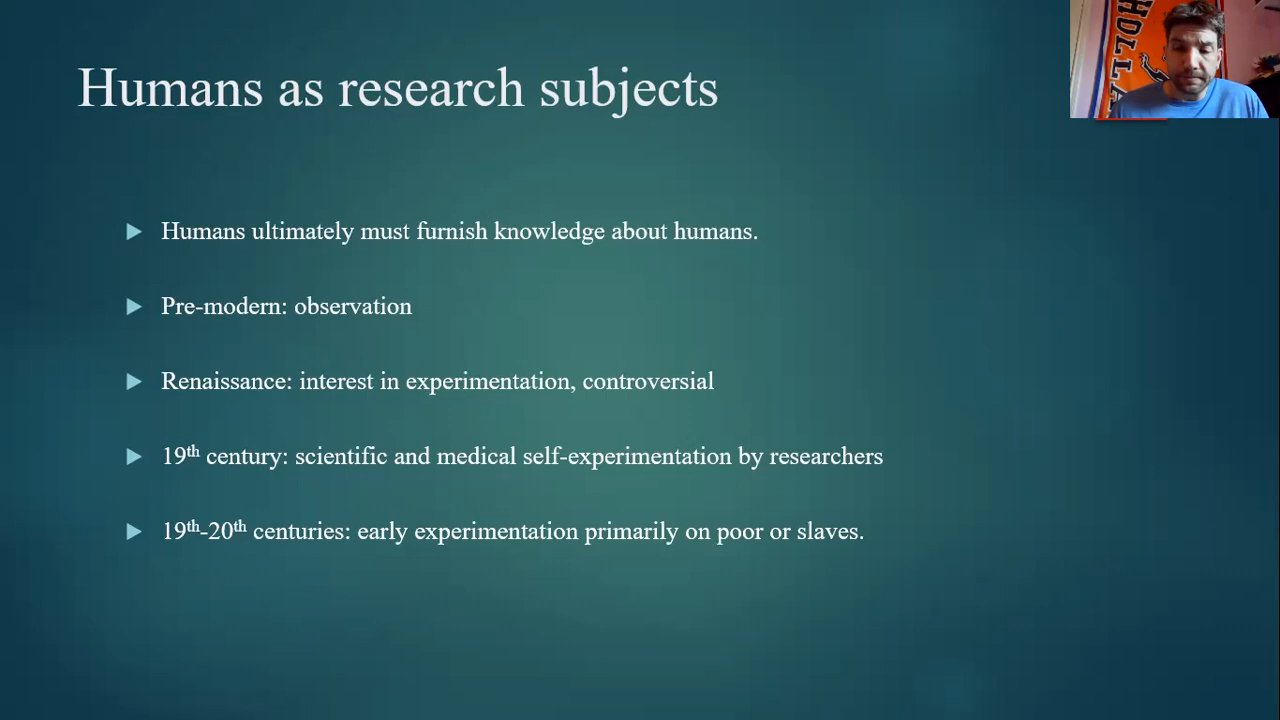 Humans as research subjects
HOLLA
Humans ultimately must furnish knowledge about humans.
Pre-modern: observation
Renaissance: interest in experimentation, controversial
19th century: scientific and medical self-experimentation by researchers
19th-20th centuries: early experimentation primarily on poor or slaves.